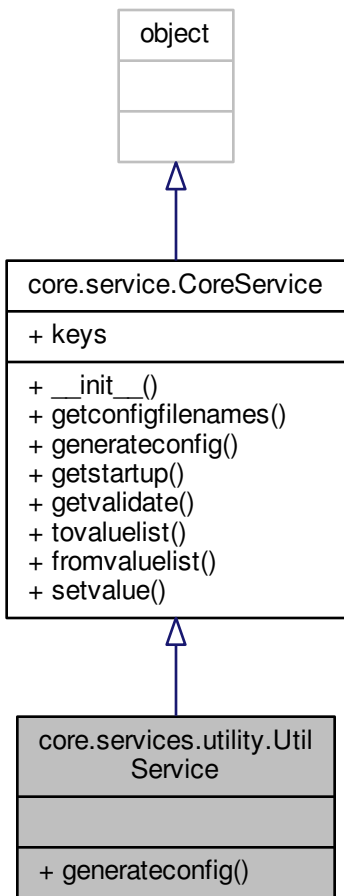 object
core.service.CoreService
+ keys
+ __init__()
+ getconfigfilenames()
+ generateconfig()
+ getstartup()
+ getvalidate()
+ tovaluelist()
+ fromvaluelist()
+ setvalue()
core.services.utility.Util
Service
+ generateconfig()